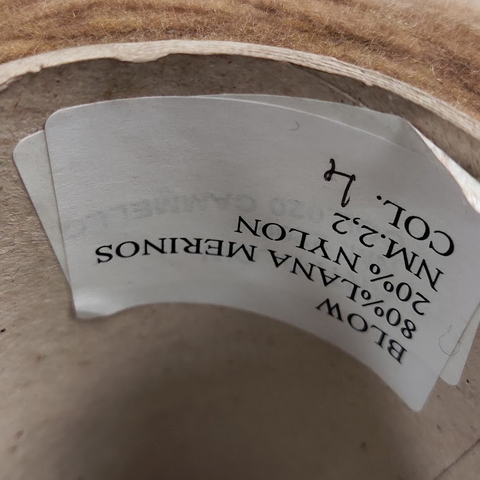 BLOW
80%LANA MERINOS
20% NYLON
NM.2,2
COL. 4